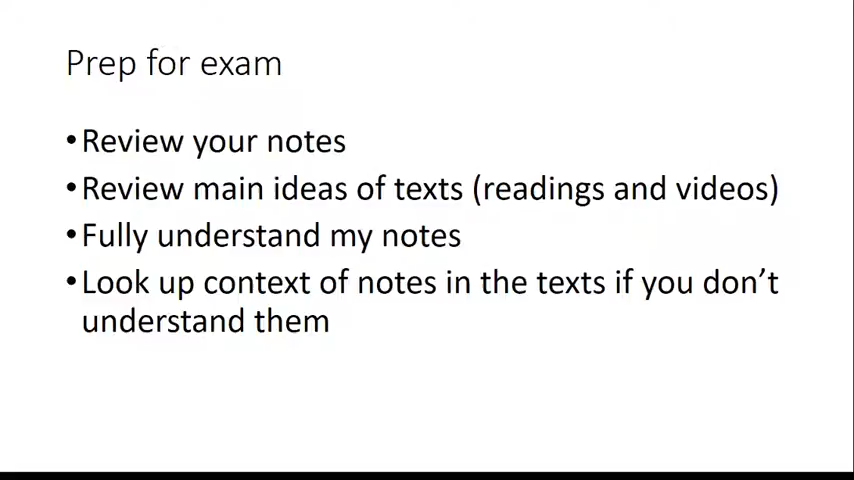 Prep for exam
•Review your notes
•Review main ideas of texts (readings and videos)
•Fully understand my notes
•Look up context of notes in the texts if you don’t
understand them